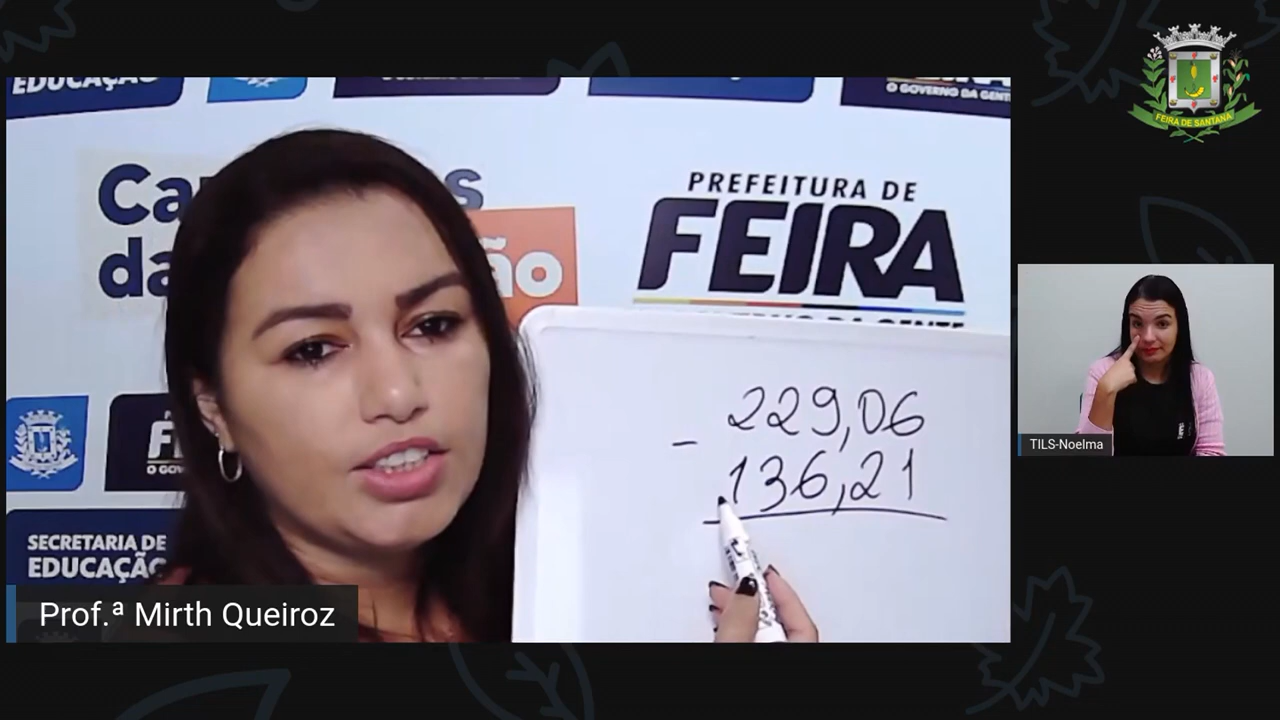 EDUCAÇÃO
O GOVERNO DA GENTE
FEIRA DE SANTANA
PREFEITURA DE
FEIRA
229,06
-
136,21
TILS-Noelma
SECRETARIA DE
EDUCAÇÃO
Prof.ª Mirth Queiroz